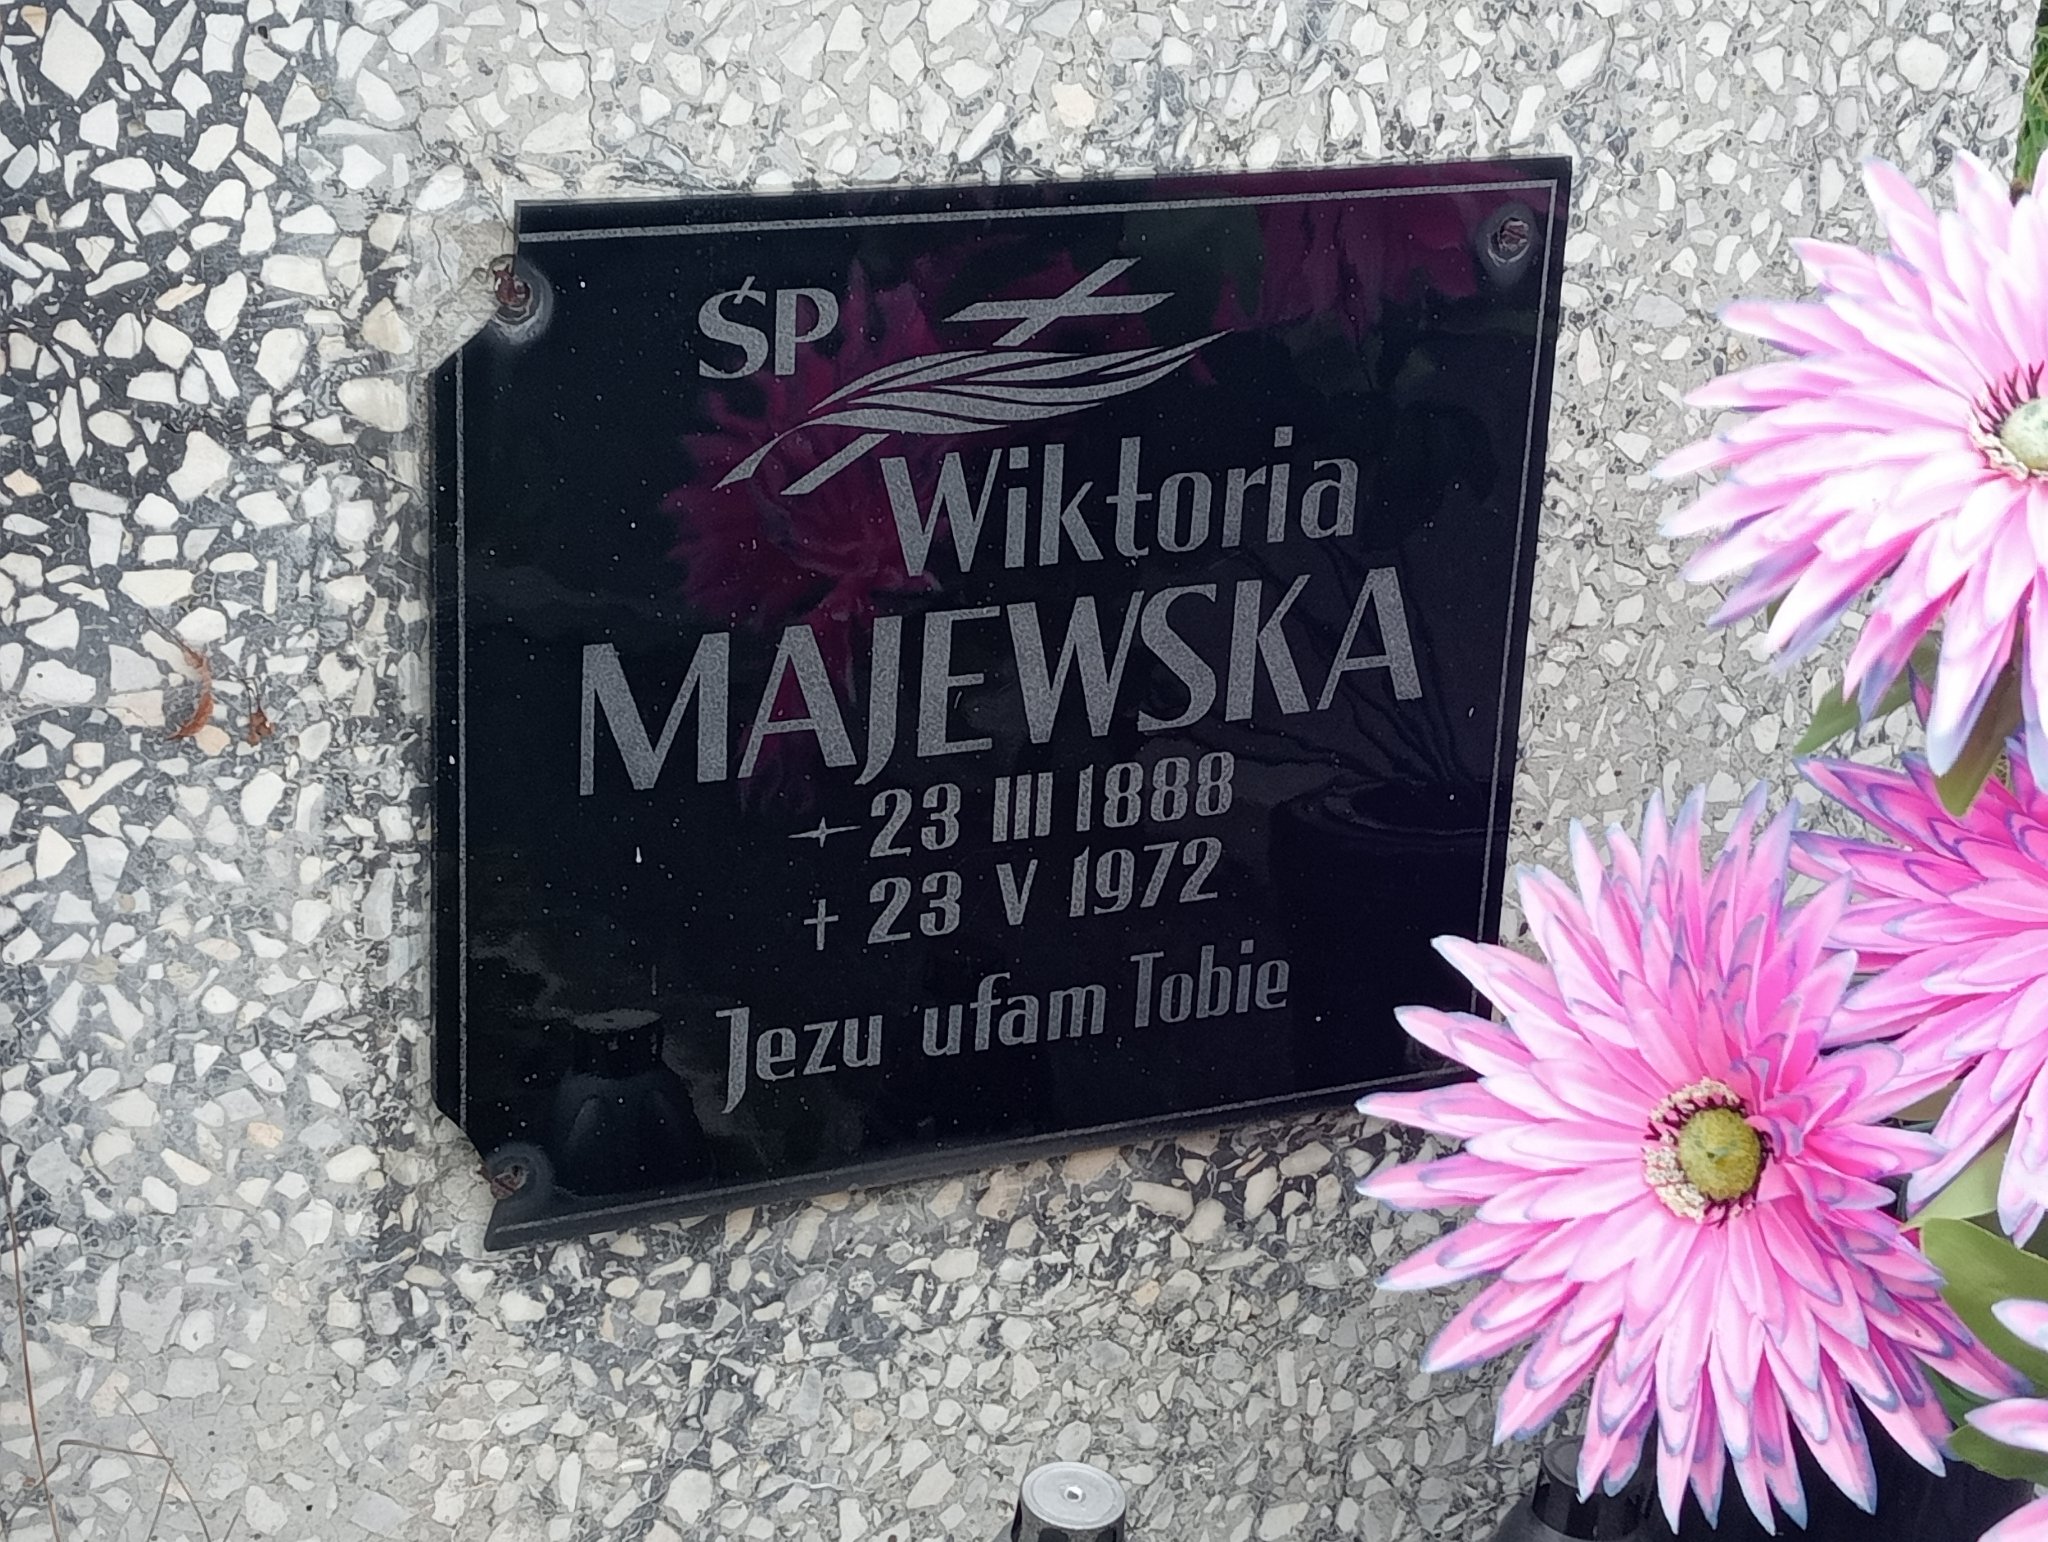 ŚP
Wiktoria
MAJEWSKA
+ 23 III 1888
+ 23 V 1972
Jezu ufam Tobie